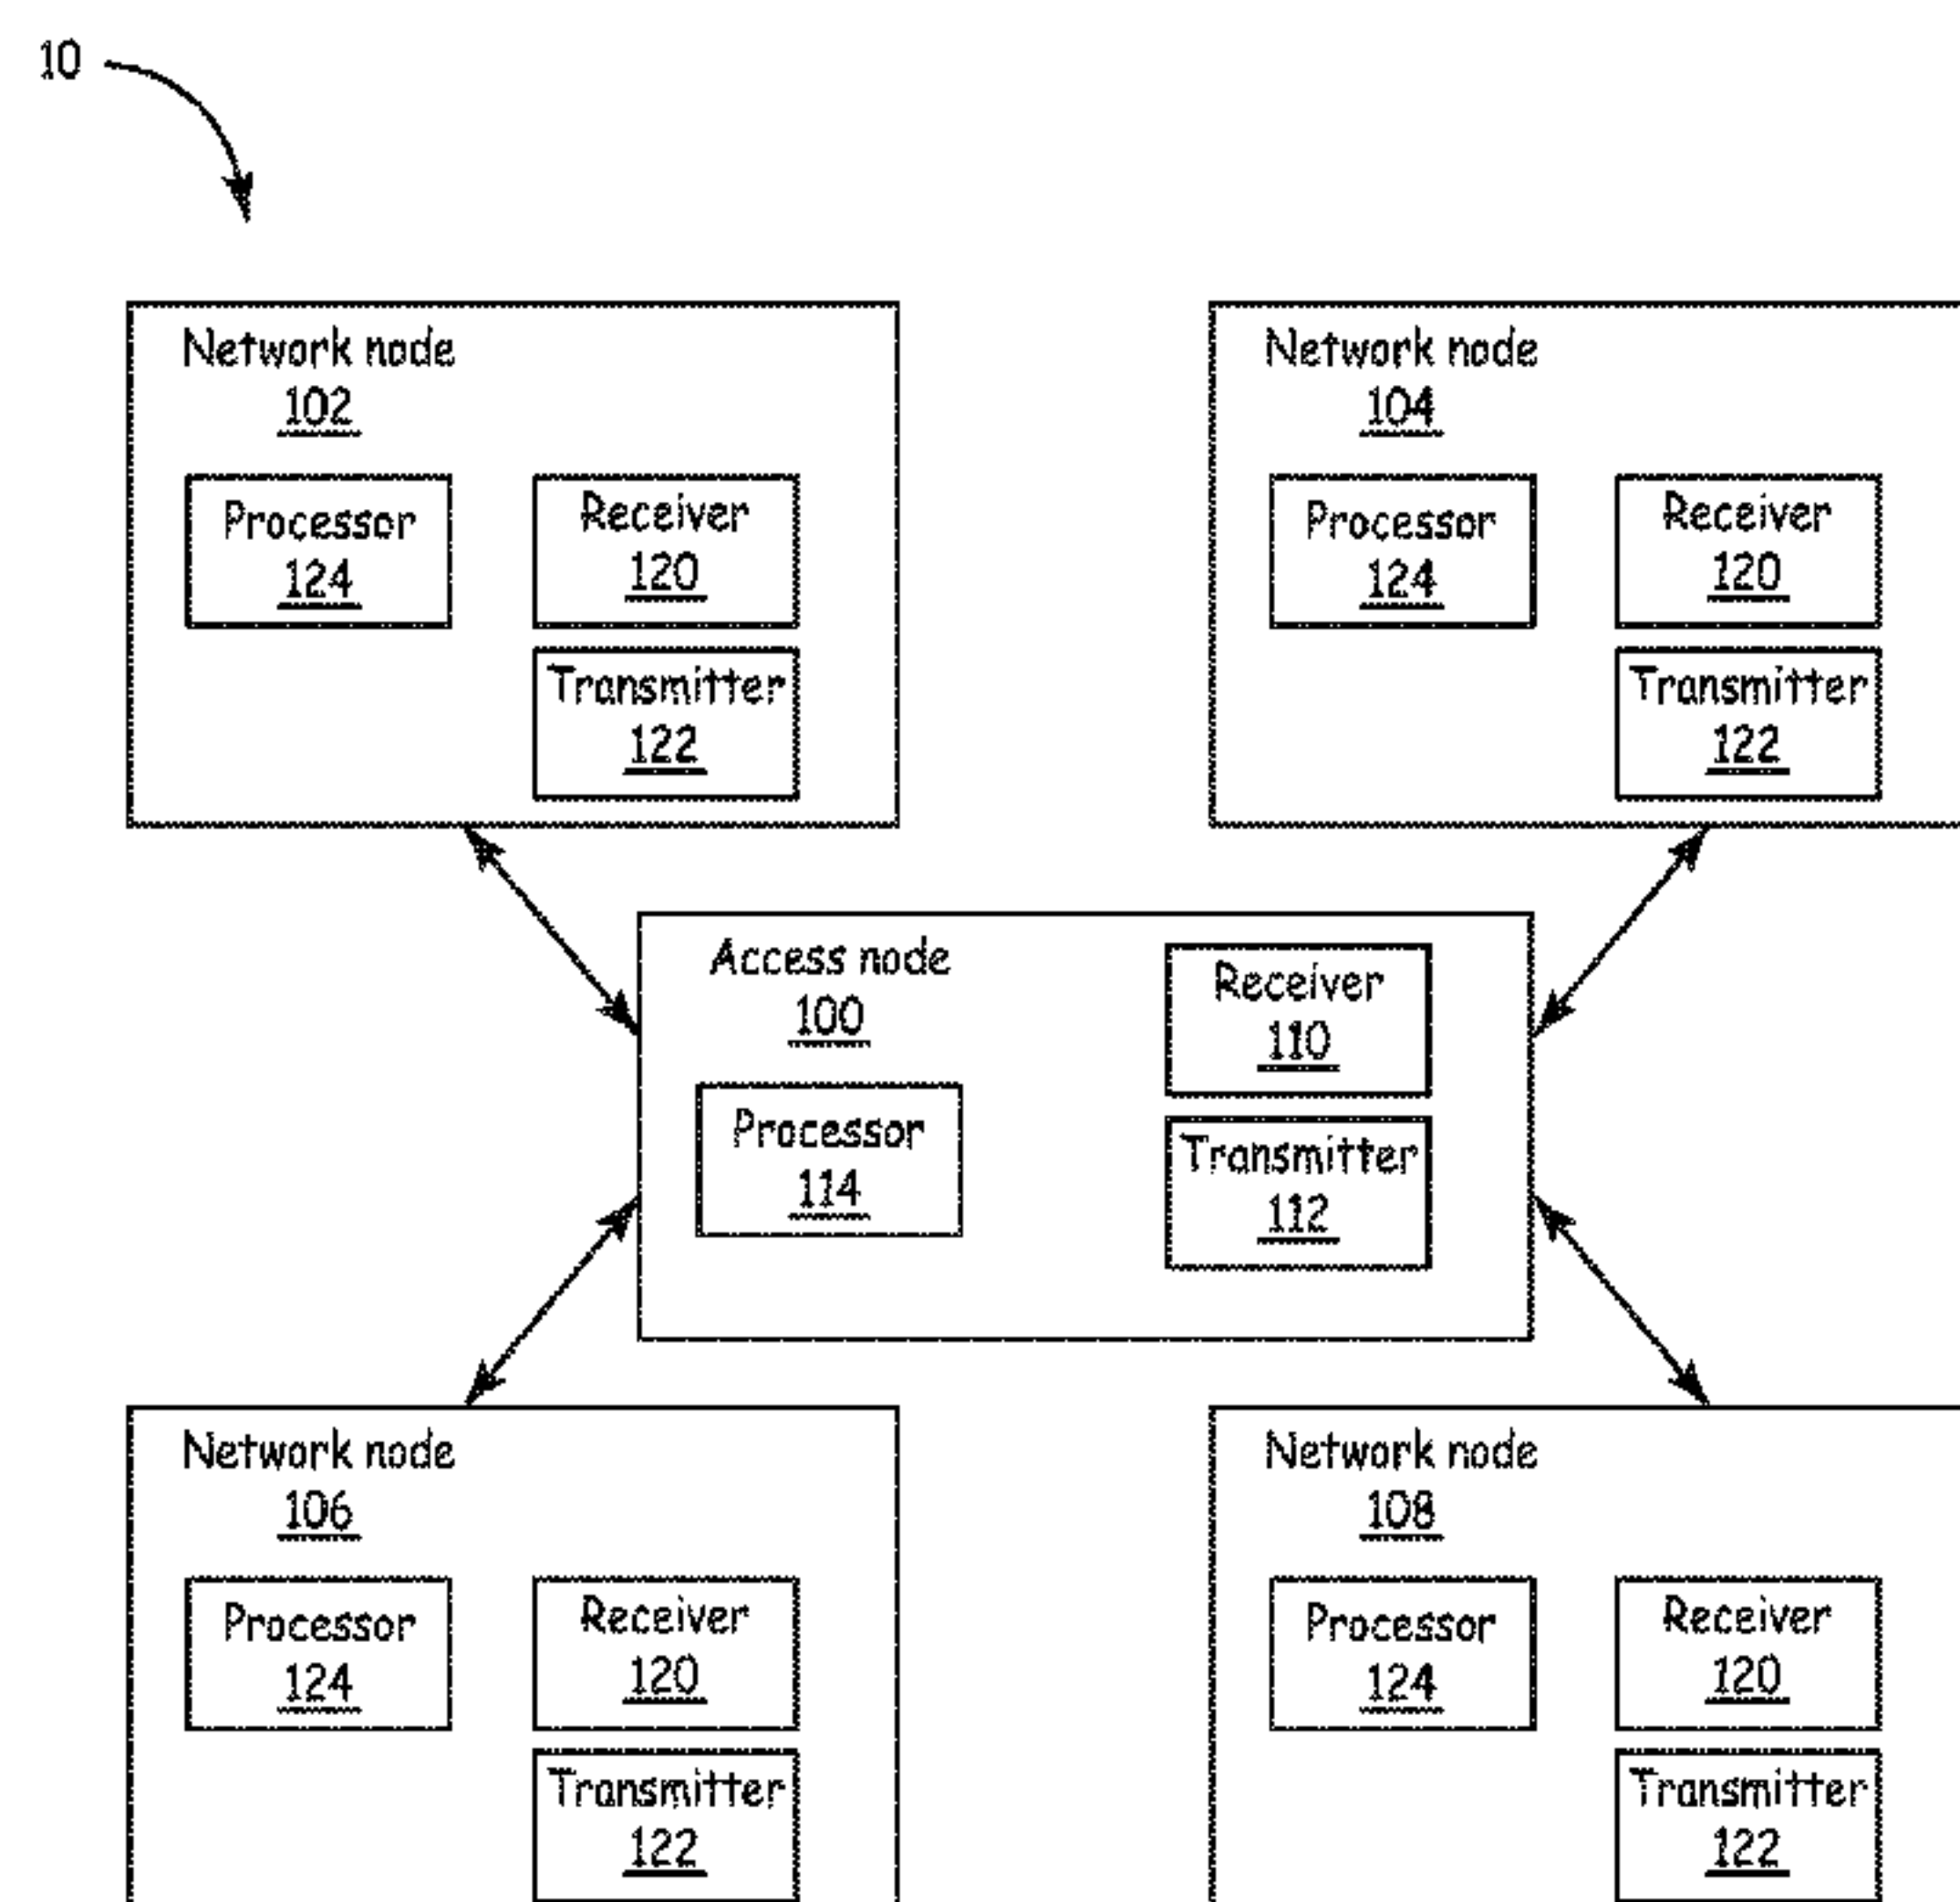 10
Network node
102
Processor
124
Receiver
120
Transmitter
122
Network node
104
Processor
124
Receiver
120
Transmitter
122
Access node
100
Processor
114
Receiver
110
Transmitter
112
Network node
106
Processor
124
Receiver
120
Transmitter
122
Network node
108
Processor
124
Receiver
120
Transmitter
122